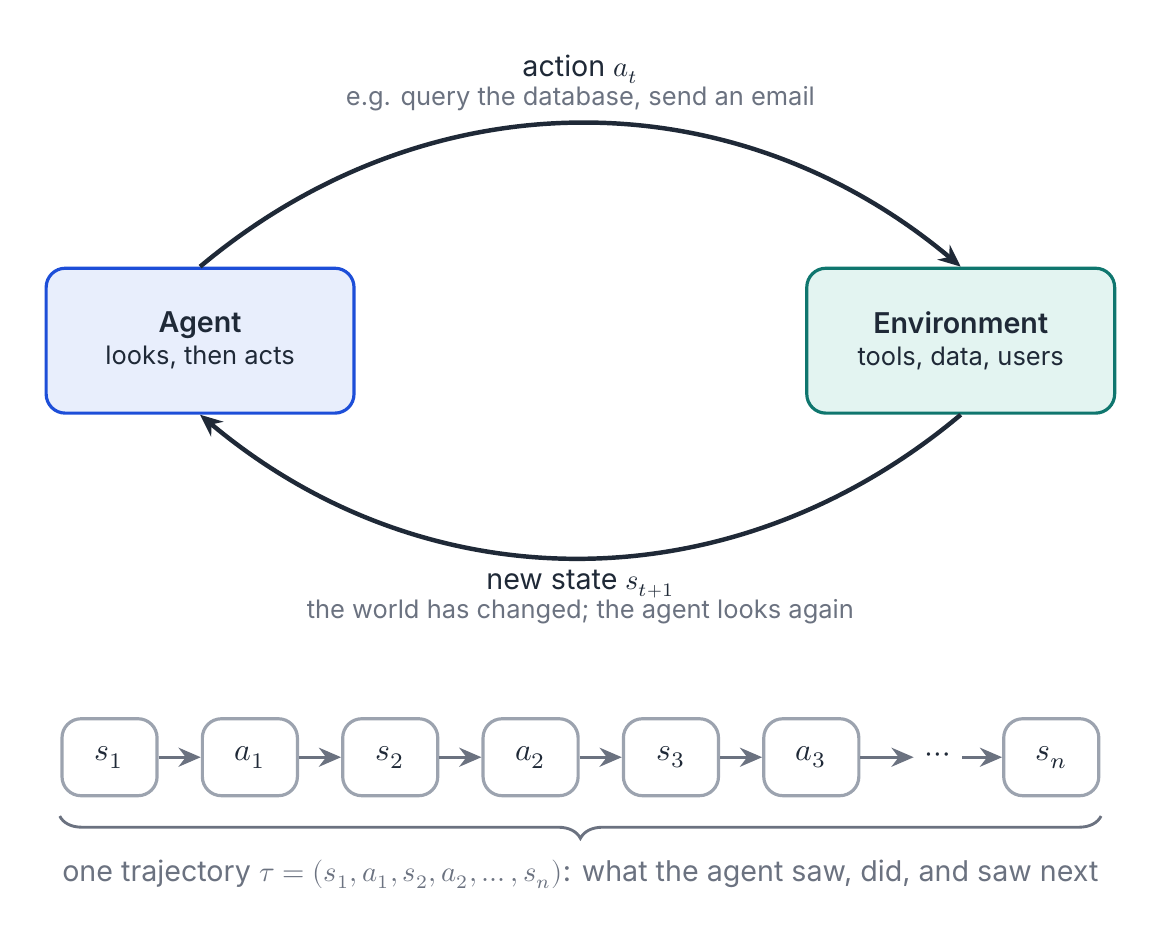 action a_t
e.g. query the database, send an email
Agent
looks, then acts
Environment
tools, data, users
new state s_{t+1}
the world has changed; the agent looks again
s_1 a_1 s_2 a_2 s_3 a_3 ... s_n
one trajectory τ = (s_1, a_1, s_2, a_2, ... , s_n): what the agent saw, did, and saw next